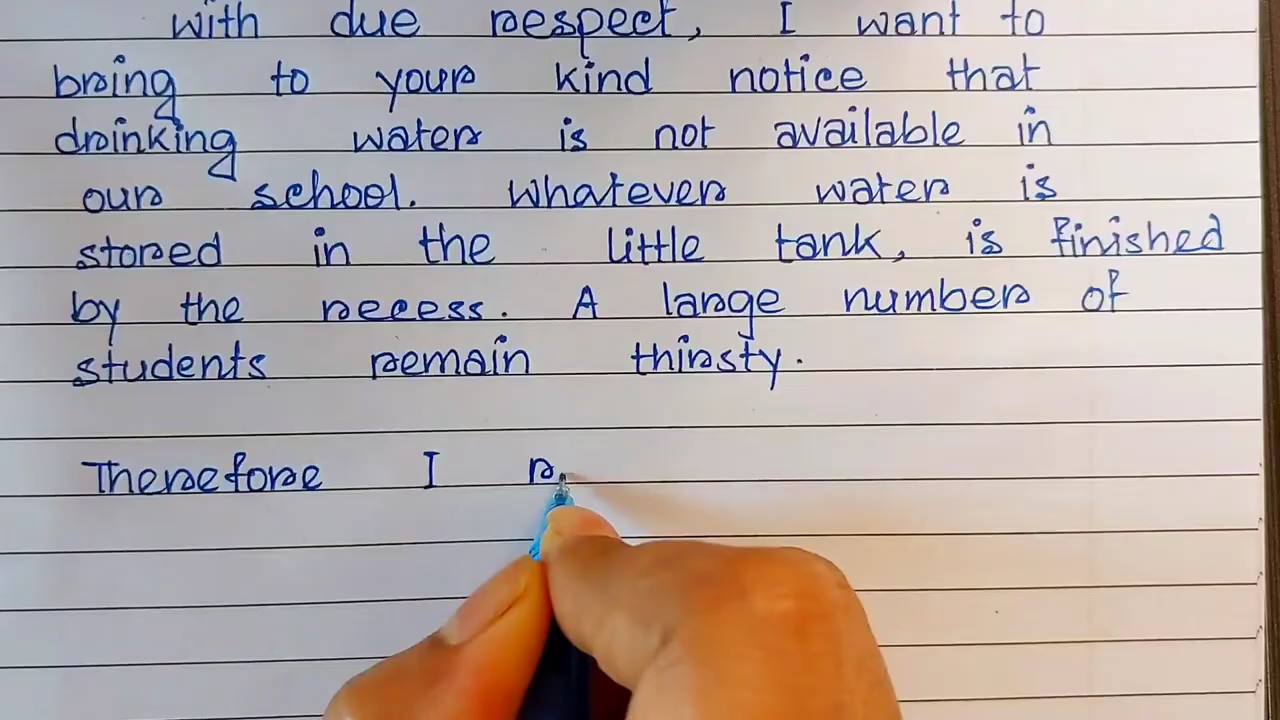 with due respect, I want to
bring to your kind notice that
drinking water is not available in
our school. Whatever water is
stored in the little tank, is finished
by the recess. A large number of
students remain thirsty.
Therefore I r